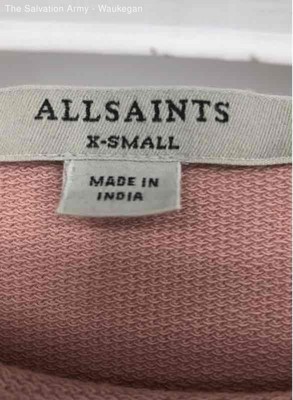 The Salvation Army - Waukegan
ALLSAINTS
X-SMALL
MADE IN
INDIA